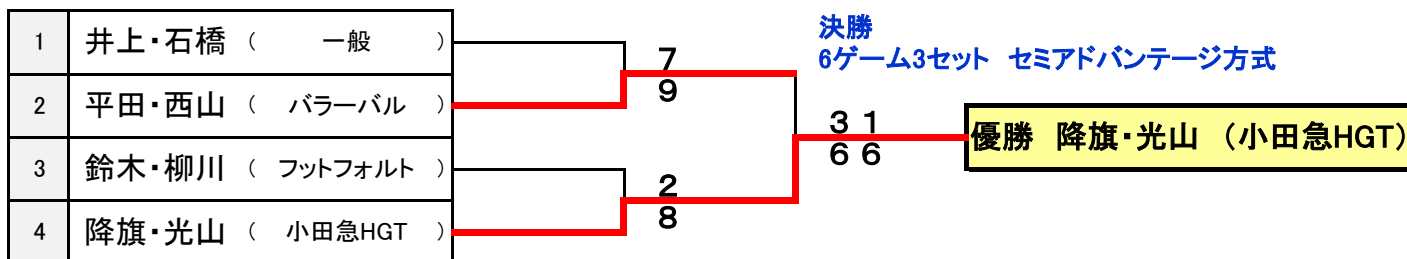 1 井上・石橋 （ 一般 ）
2 平田・西山 （ バラーバル ）
3 鈴木・柳川 （ フットフォルト ）
4 降旗・光山 （ 小田急HGT ）
7
9
2
8
決勝
6ゲーム3セット セミアドバンテージ方式
3 1
6 6
優勝 降旗・光山 （小田急HGT）